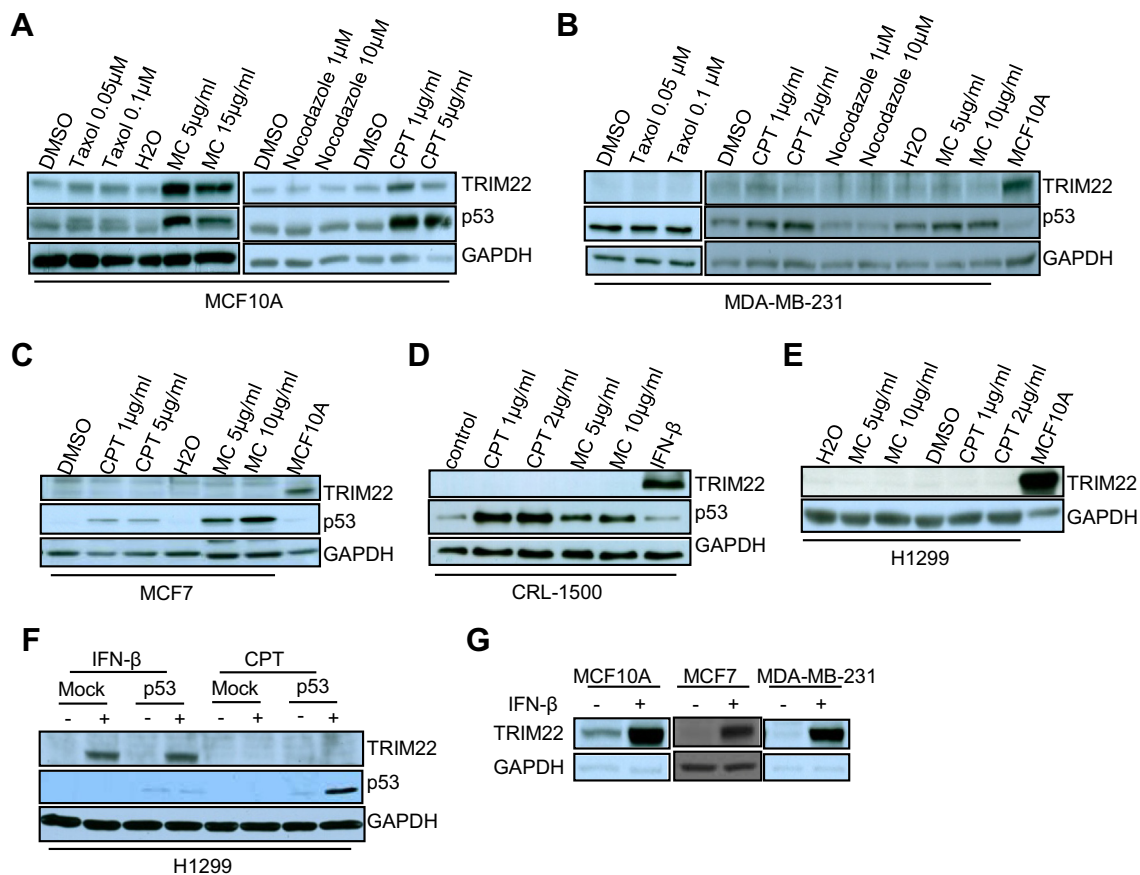 A
DMSO
Taxol 0.05µM
Taxol 0.1µM
H2O
MC 5µg/ml
MC 15µg/ml
DMSO
Nocodazole 1µM
Nocodazole 10µM
DMSO
CPT 1µg/ml
CPT 5µg/ml
TRIM22
p53
GAPDH
MCF10A
B
DMSO
Taxol 0.05 µM
Taxol 0.1 µM
DMSO
CPT 1µg/ml
CPT 2µg/ml
Nocodazole 1µM
Nocodazole 10µM
H2O
MC 5µg/ml
MC 10µg/ml
MCF10A
TRIM22
p53
GAPDH
MDA-MB-231
C
DMSO
CPT 1µg/ml
CPT 5µg/ml
H2O
MC 5µg/ml
MC 10µg/ml
MCF10A
TRIM22
p53
GAPDH
MCF7
D
control
CPT 1µg/ml
CPT 2µg/ml
MC 5µg/ml
MC 10µg/ml
IFN-β
TRIM22
p53
GAPDH
CRL-1500
E
H2O
MC 5µg/ml
MC 10µg/ml
DMSO
CPT 1µg/ml
CPT 2µg/ml
MCF10A
TRIM22
GAPDH
H1299
F
IFN-β CPT
Mock p53 Mock p53
- + - + - + - +
TRIM22
p53
GAPDH
H1299
G
MCF10A MCF7 MDA-MB-231
IFN-β - + - + - +
TRIM22
GAPDH